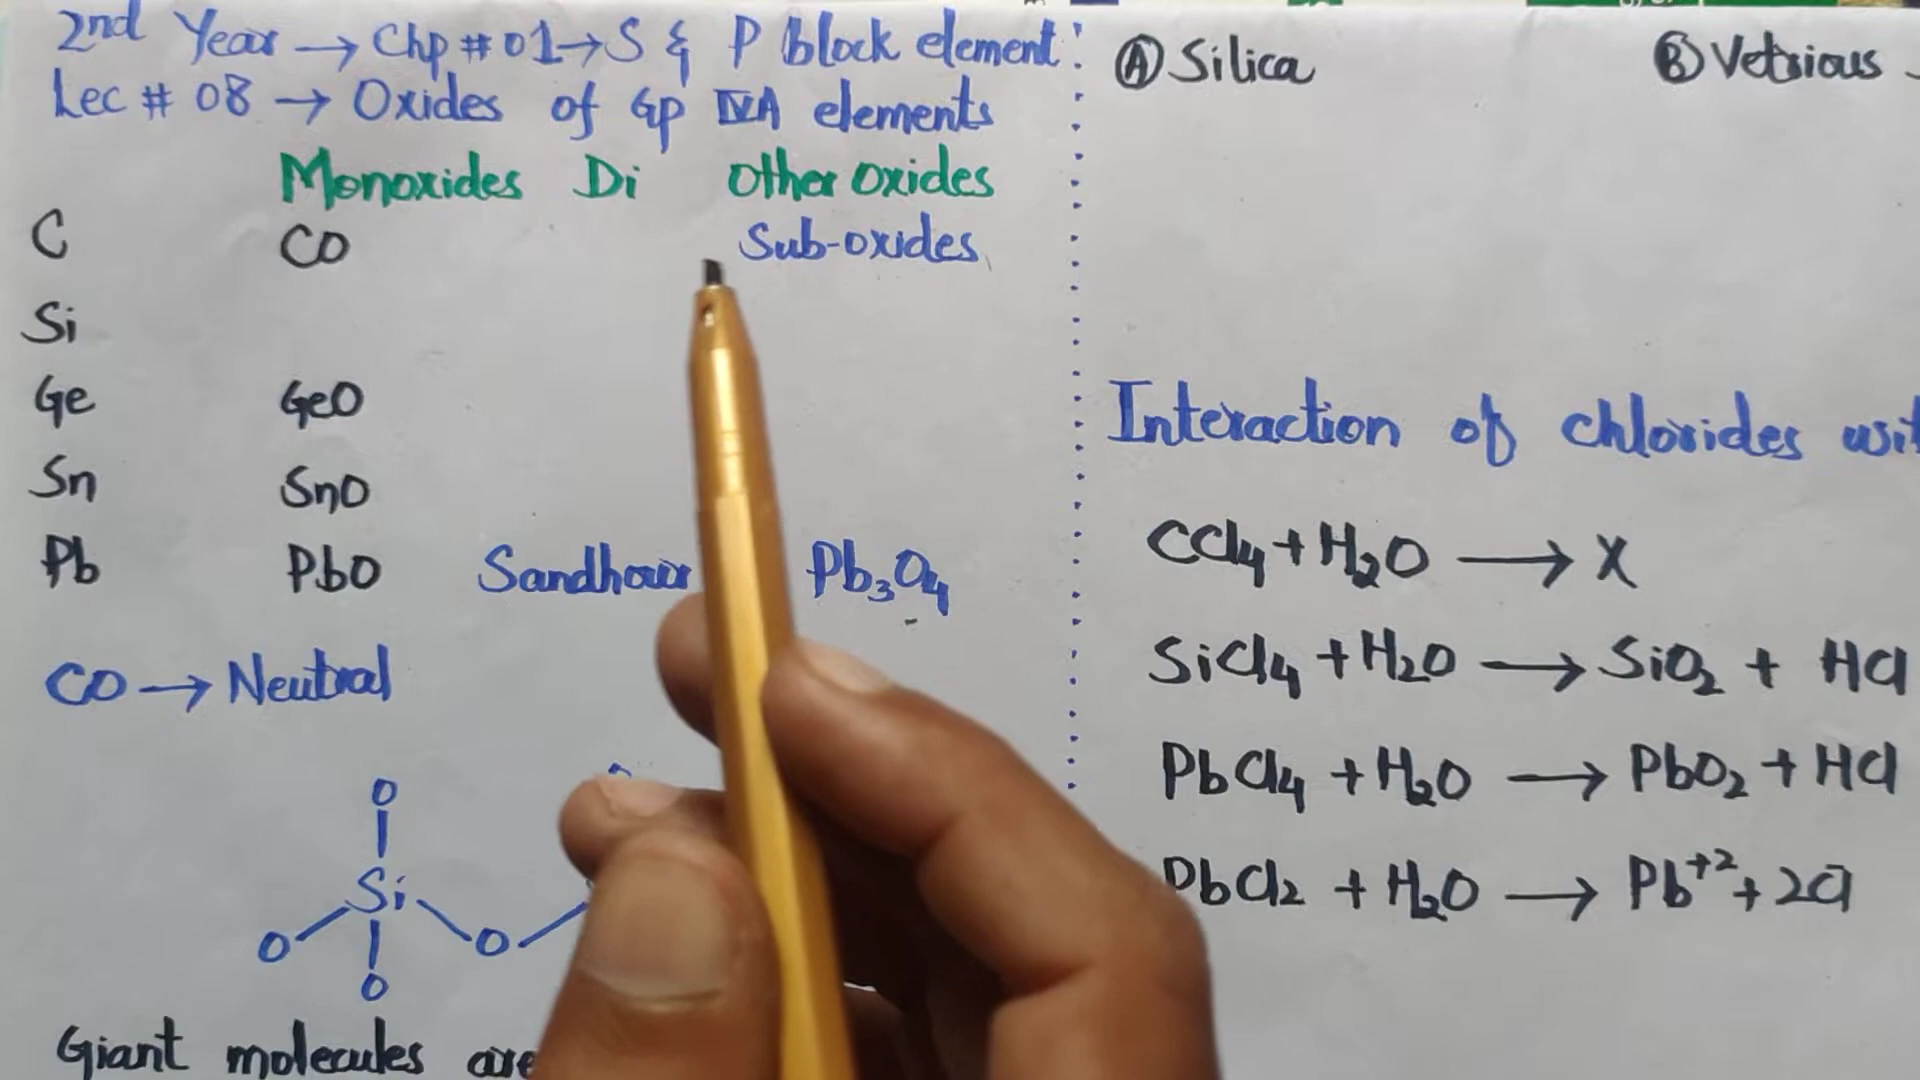 2nd Year → Chp # 01 → S & P block element:
Lec # 08 → Oxides of Gp IVA elements
Monoxides Di Other oxides
C CO Sub-oxides
Si
Ge GeO
Sn SnO
Pb PbO Pb₃O₄
CO → Neutral
O
Si
O O
O
Giant molecules are
Ⓐ Silica Ⓑ Vetrious
Interaction of chlorides
CCl₄ + H₂O → X
SiCl₄ + H₂O → SiO₂ + HCl
PbCl₄ + H₂O → PbO₂ + HCl
PbCl₂ + H₂O → Pb⁺² + 2Cl̄